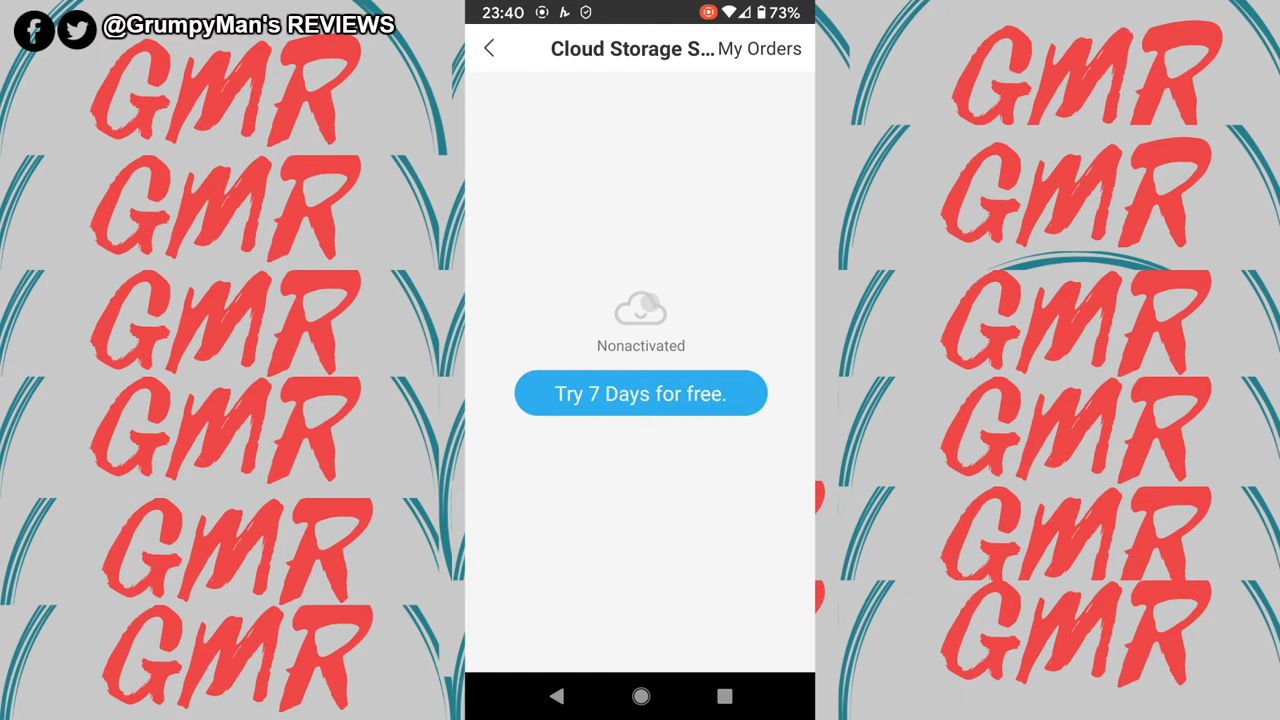 @GrumpyMan's REVIEWS
GMR GMR
GMR GMR
GMR GMR
GMR GMR
GMR GMR
GMR GMR
23:40 73%
Cloud Storage S... My Orders
Nonactivated
Try 7 Days for free.